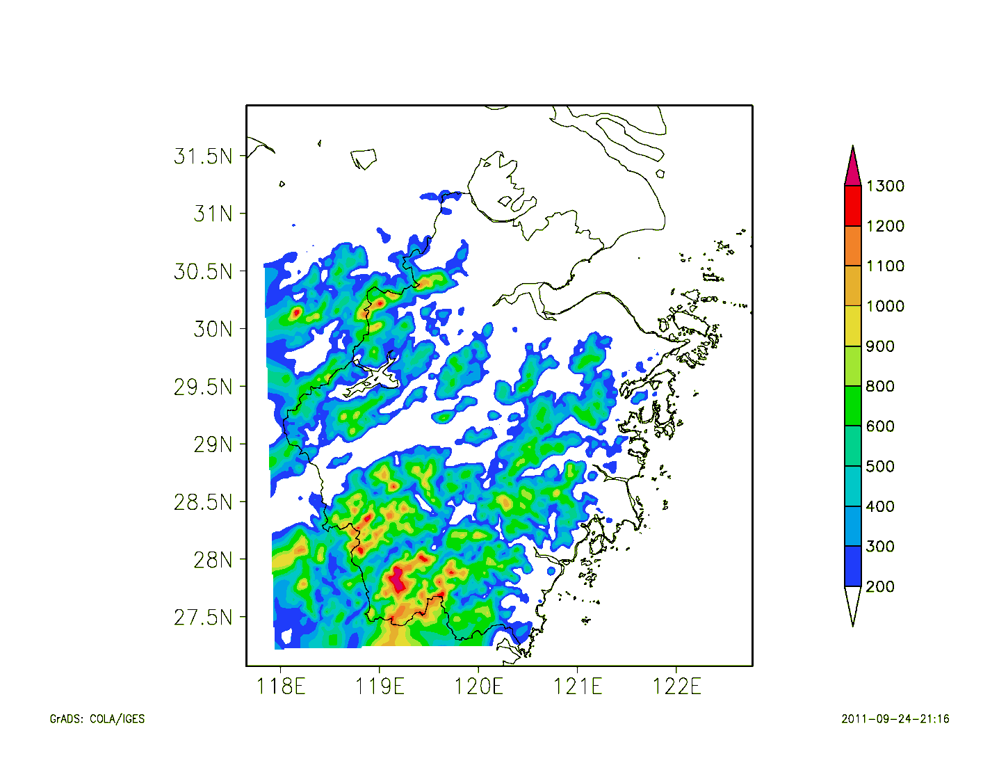 31.5N
31N
30.5N
30N
29.5N
29N
28.5N
28N
27.5N
118E 119E 120E 121E 122E
1300
1200
1100
1000
900
800
600
500
400
300
200
GrADS: COLA/IGES
2011-09-24-21:16